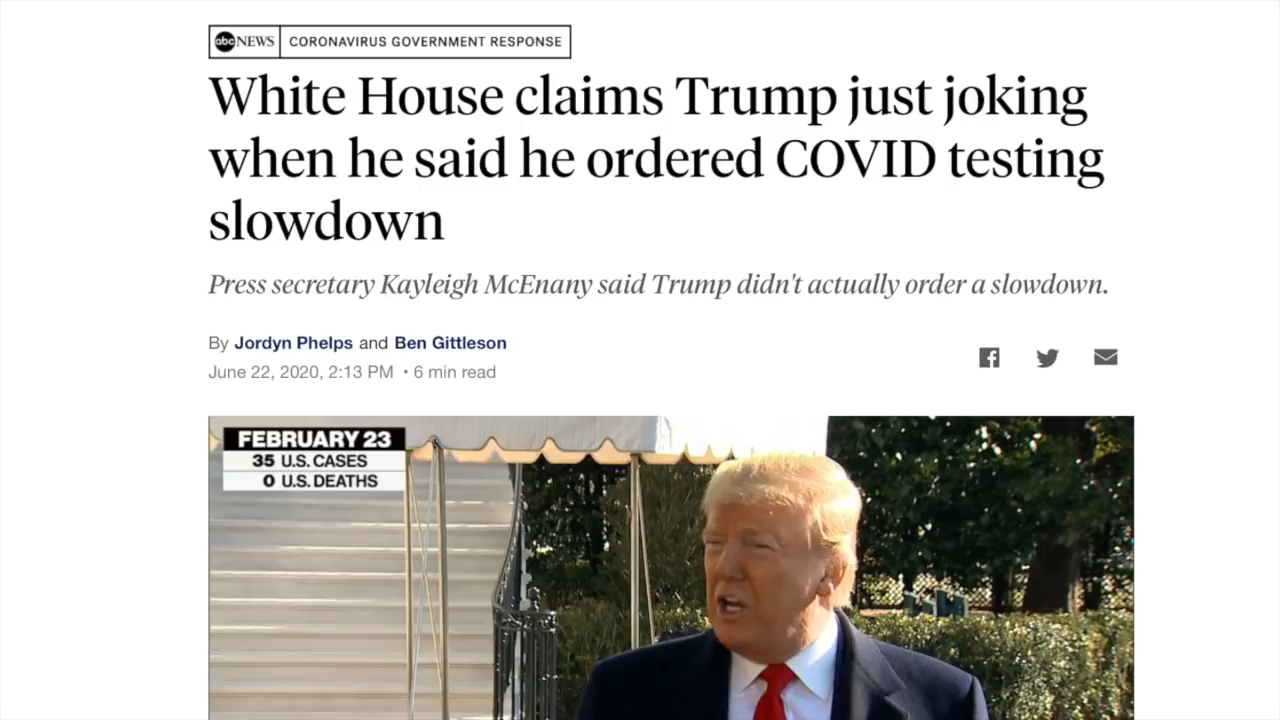 abc NEWS CORONAVIRUS GOVERNMENT RESPONSE
White House claims Trump just joking
when he said he ordered COVID testing
slowdown
Press secretary Kayleigh McEnany said Trump didn't actually order a slowdown.
By Jordyn Phelps and Ben Gittleson
June 22, 2020, 2:13 PM • 6 min read
FEBRUARY 23
35 U.S. CASES
0 U.S. DEATHS